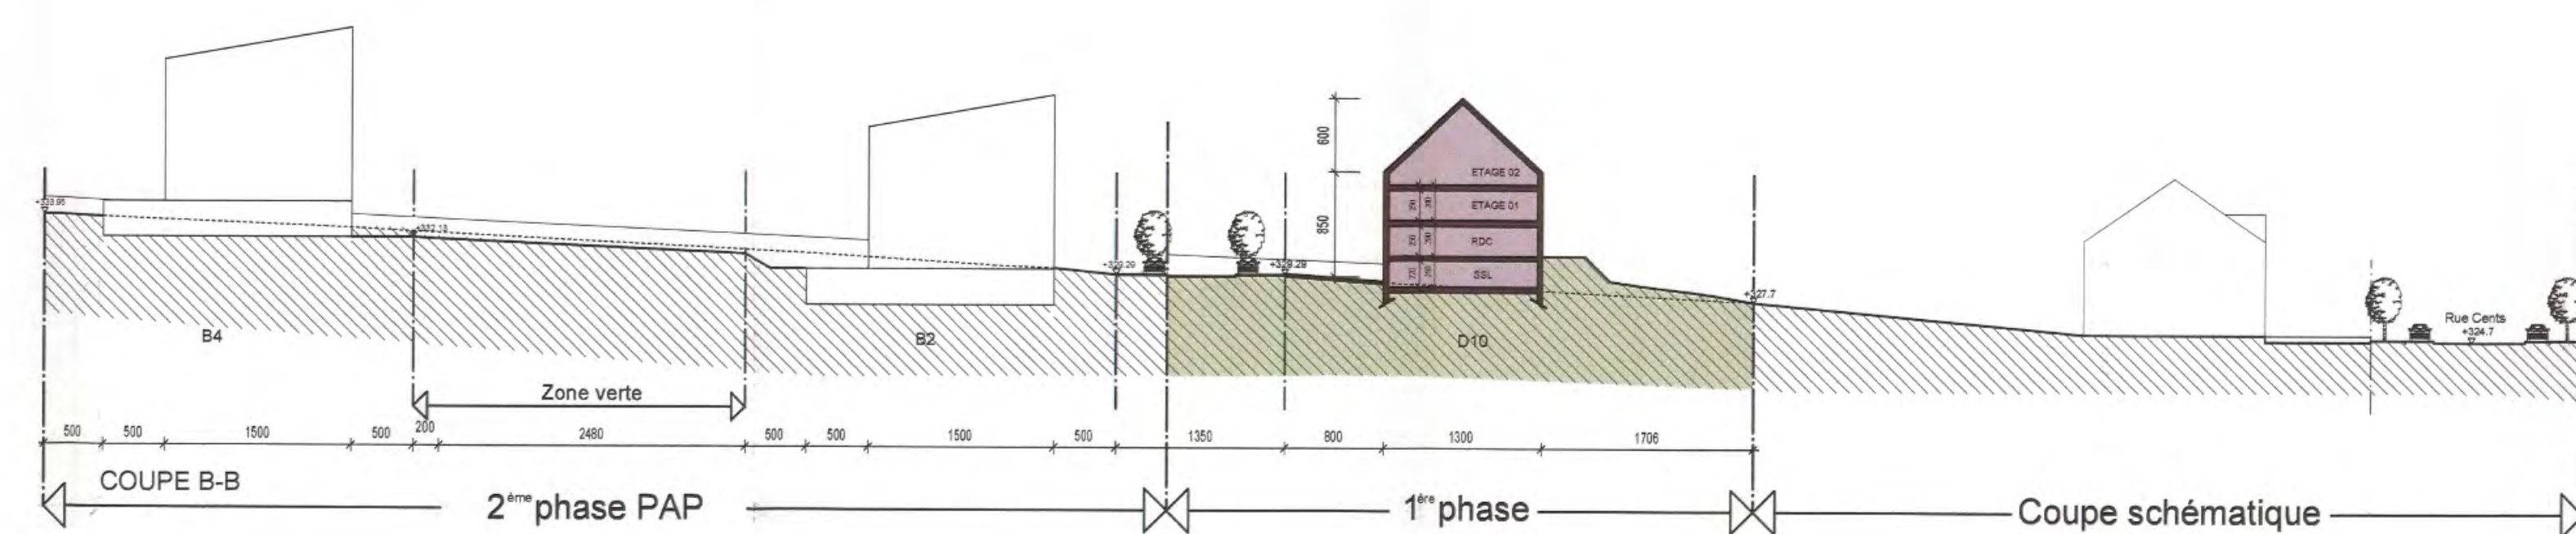 600
850
ETAGE 02
ETAGE 01
RDC
SSL
+332.13
+329.29
+329.29
+327.7
Rue Cents
+324.7
B4
B2
D10
Zone verte
500 500 1500 500 200 2480 500 500 1500 500 1350 800 1300 1706
COUPE B-B
2ème phase PAP
1ère phase
Coupe schématique